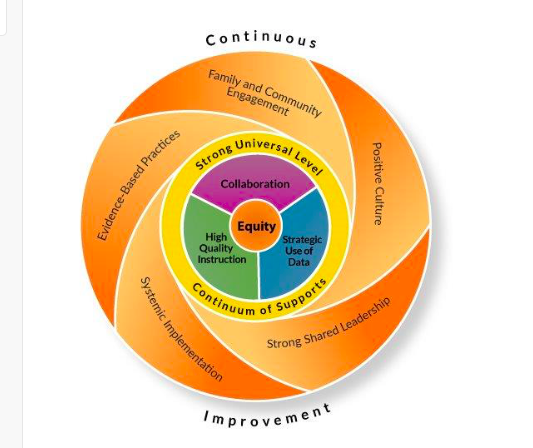 Continuous
Family and Community
Engagement
Evidence-Based Practices
Positive Culture
Strong Universal Level
Collaboration
Equity
High
Quality
Instruction
Strategic
Use of
Data
Continuum of Supports
Systemic Implementation
Strong Shared Leadership
Improvement